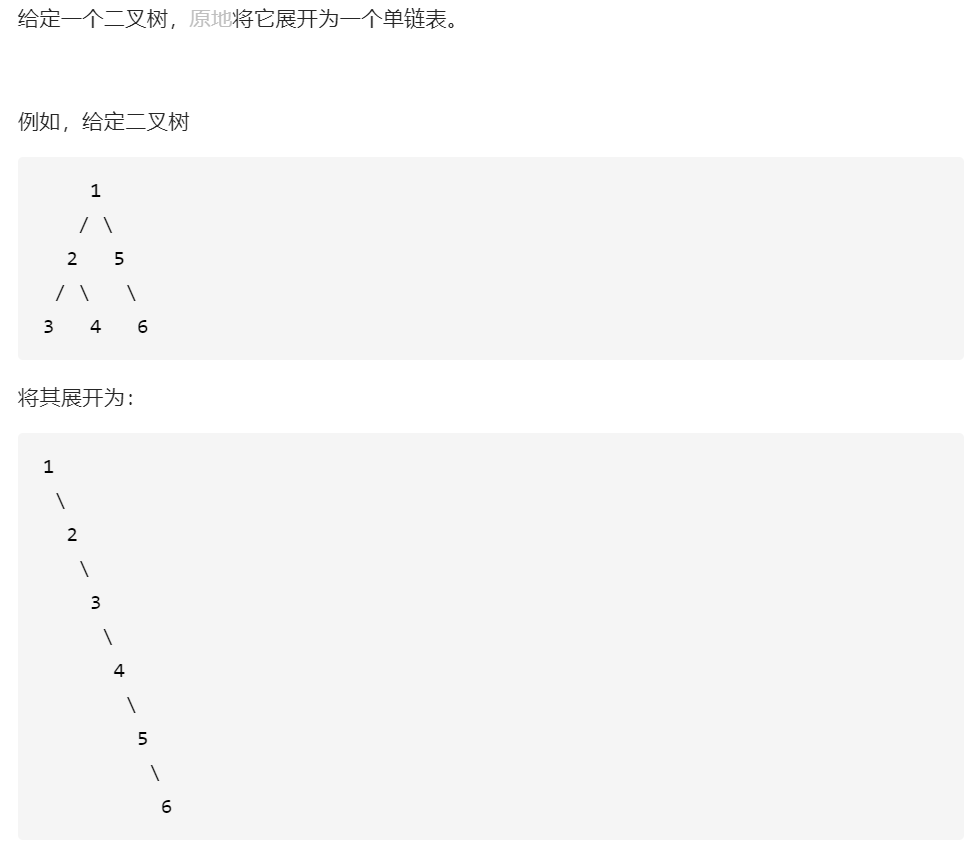 给定一个二叉树，原地将它展开为一个单链表。
例如，给定二叉树
    1
   / \
  2   5
 / \   \
3   4   6
将其展开为：
1
 \
  2
   \
    3
     \
      4
       \
        5
         \
          6